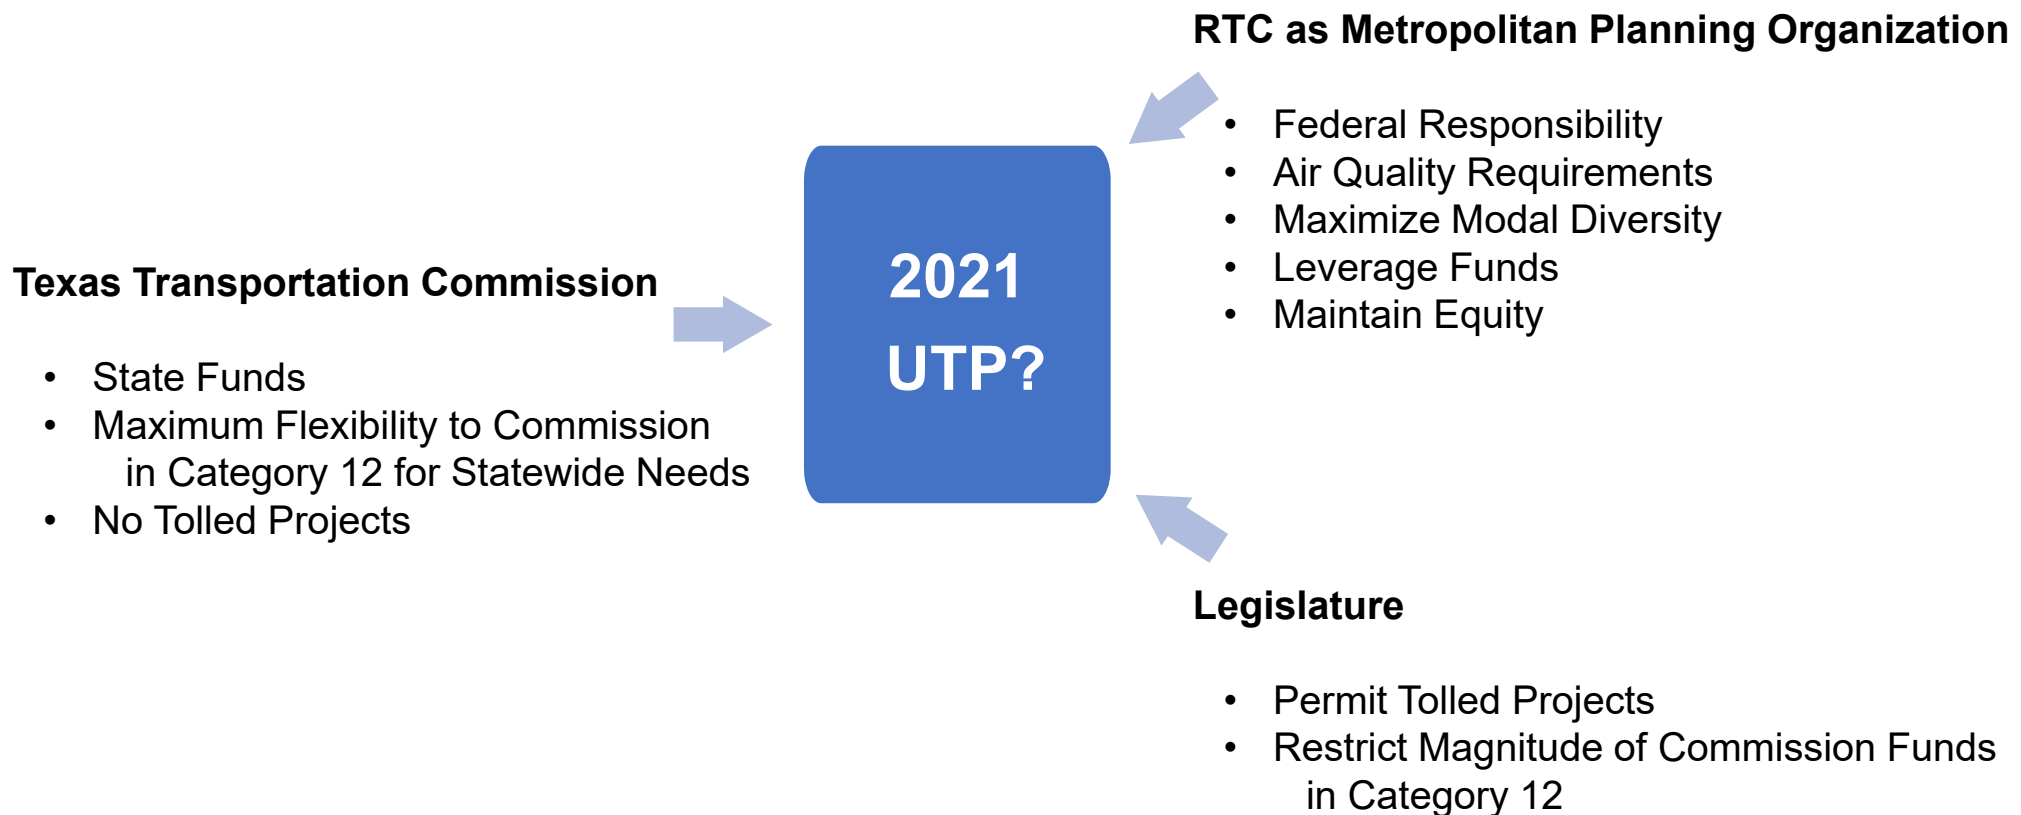 RTC as Metropolitan Planning Organization
• Federal Responsibility
• Air Quality Requirements
• Maximize Modal Diversity
• Leverage Funds
• Maintain Equity
Texas Transportation Commission
• State Funds
• Maximum Flexibility to Commission
in Category 12 for Statewide Needs
• No Tolled Projects
2021
UTP?
Legislature
• Permit Tolled Projects
• Restrict Magnitude of Commission Funds
in Category 12